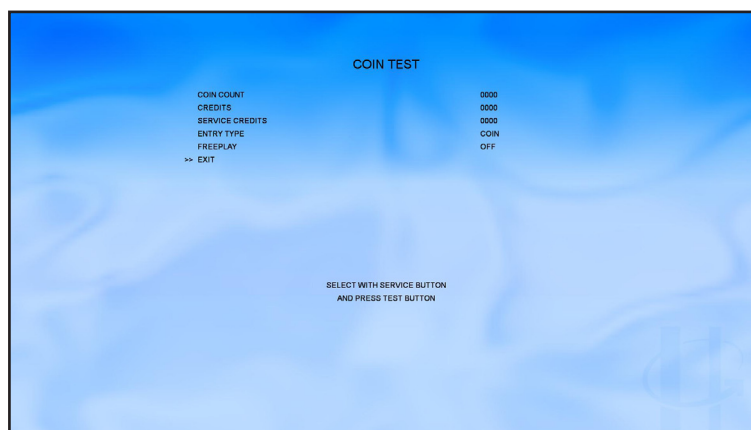 COIN TEST
COIN COUNT 0000
CREDITS 0000
SERVICE CREDITS 0000
ENTRY TYPE COIN
FREEPLAY OFF
>> EXIT
SELECT WITH SERVICE BUTTON
AND PRESS TEST BUTTON